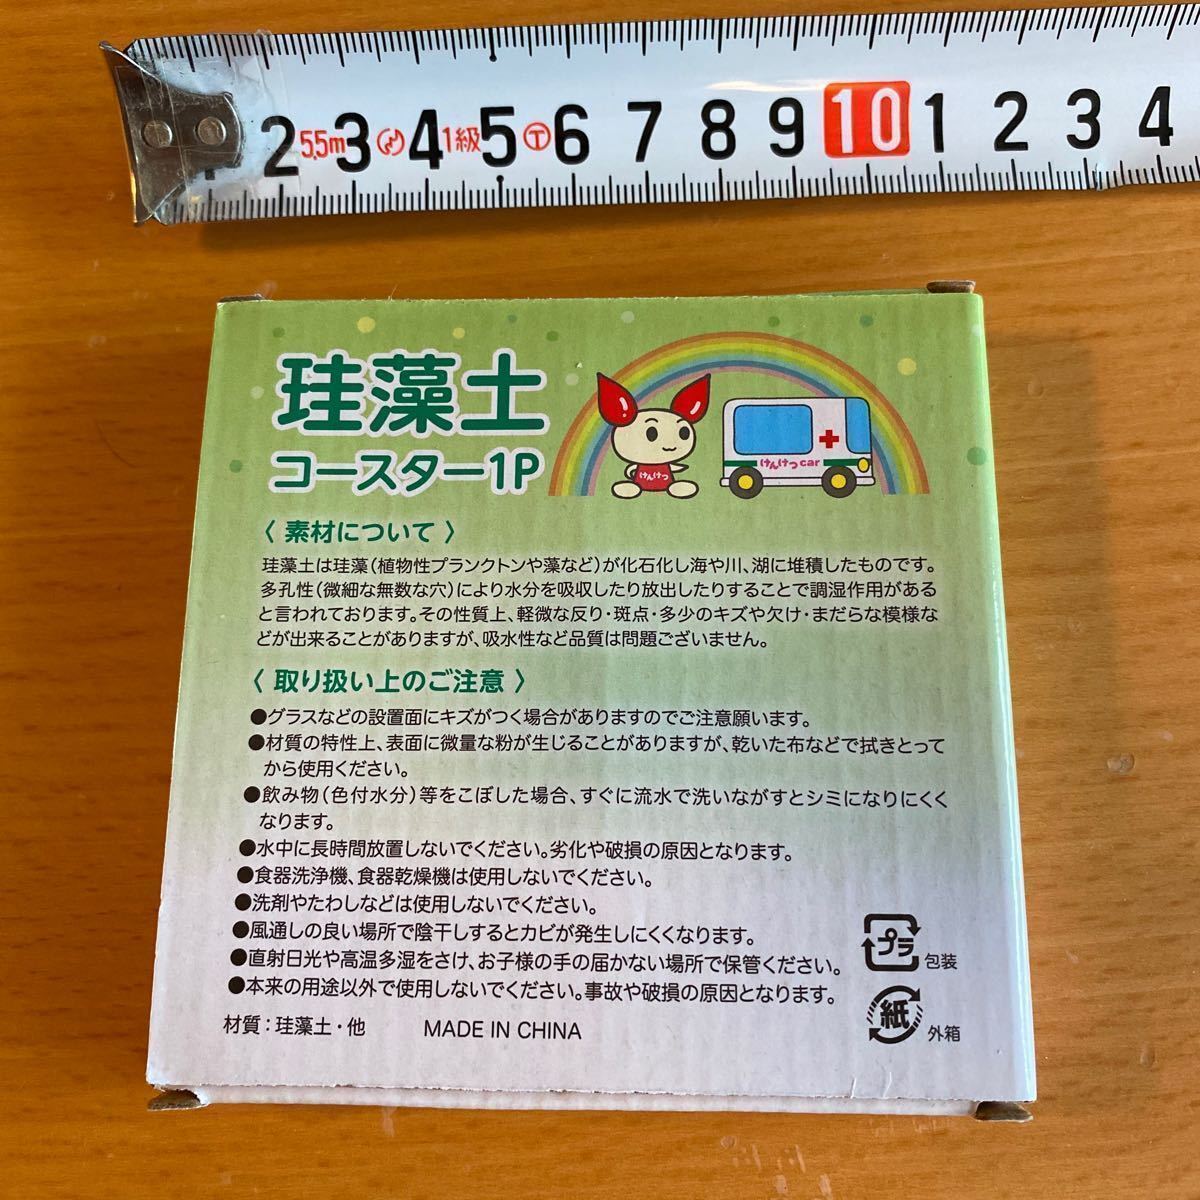 2 5.5m 3 4 1級 5 T 6 7 8 9 10 1 2 3 4
珪藻土
コースター1P
けんけつ
けんけつcar
〈 素材について 〉
珪藻土は珪藻（植物性プランクトンや藻など）が化石化し海や川、湖に堆積したものです。
多孔性（微細な無数な穴）により水分を吸収したり放出したりすることで調湿作用がある
と言われております。その性質上、軽微な反り・斑点・多少のキズや欠け・まだらな模様な
どが出来ることがありますが、吸水性など品質は問題ございません。
〈 取り扱い上のご注意 〉
●グラスなどの設置面にキズがつく場合がありますのでご注意願います。
●材質の特性上、表面に微量な粉が生じることがありますが、乾いた布などで拭きとって
から使用ください。
●飲み物（色付水分）等をこぼした場合、すぐに流水で洗いながすとシミになりにくく
なります。
●水中に長時間放置しないでください。劣化や破損の原因となります。
●食器洗浄機、食器乾燥機は使用しないでください。
●洗剤やたわしなどは使用しないでください。
●風通しの良い場所で陰干しするとカビが発生しにくくなります。
●直射日光や高温多湿をさけ、お子様の手の届かない場所で保管ください。
●本来の用途以外で使用しないでください。事故や破損の原因となります。
材質：珪藻土・他 MADE IN CHINA
プラ 包装
紙 外箱